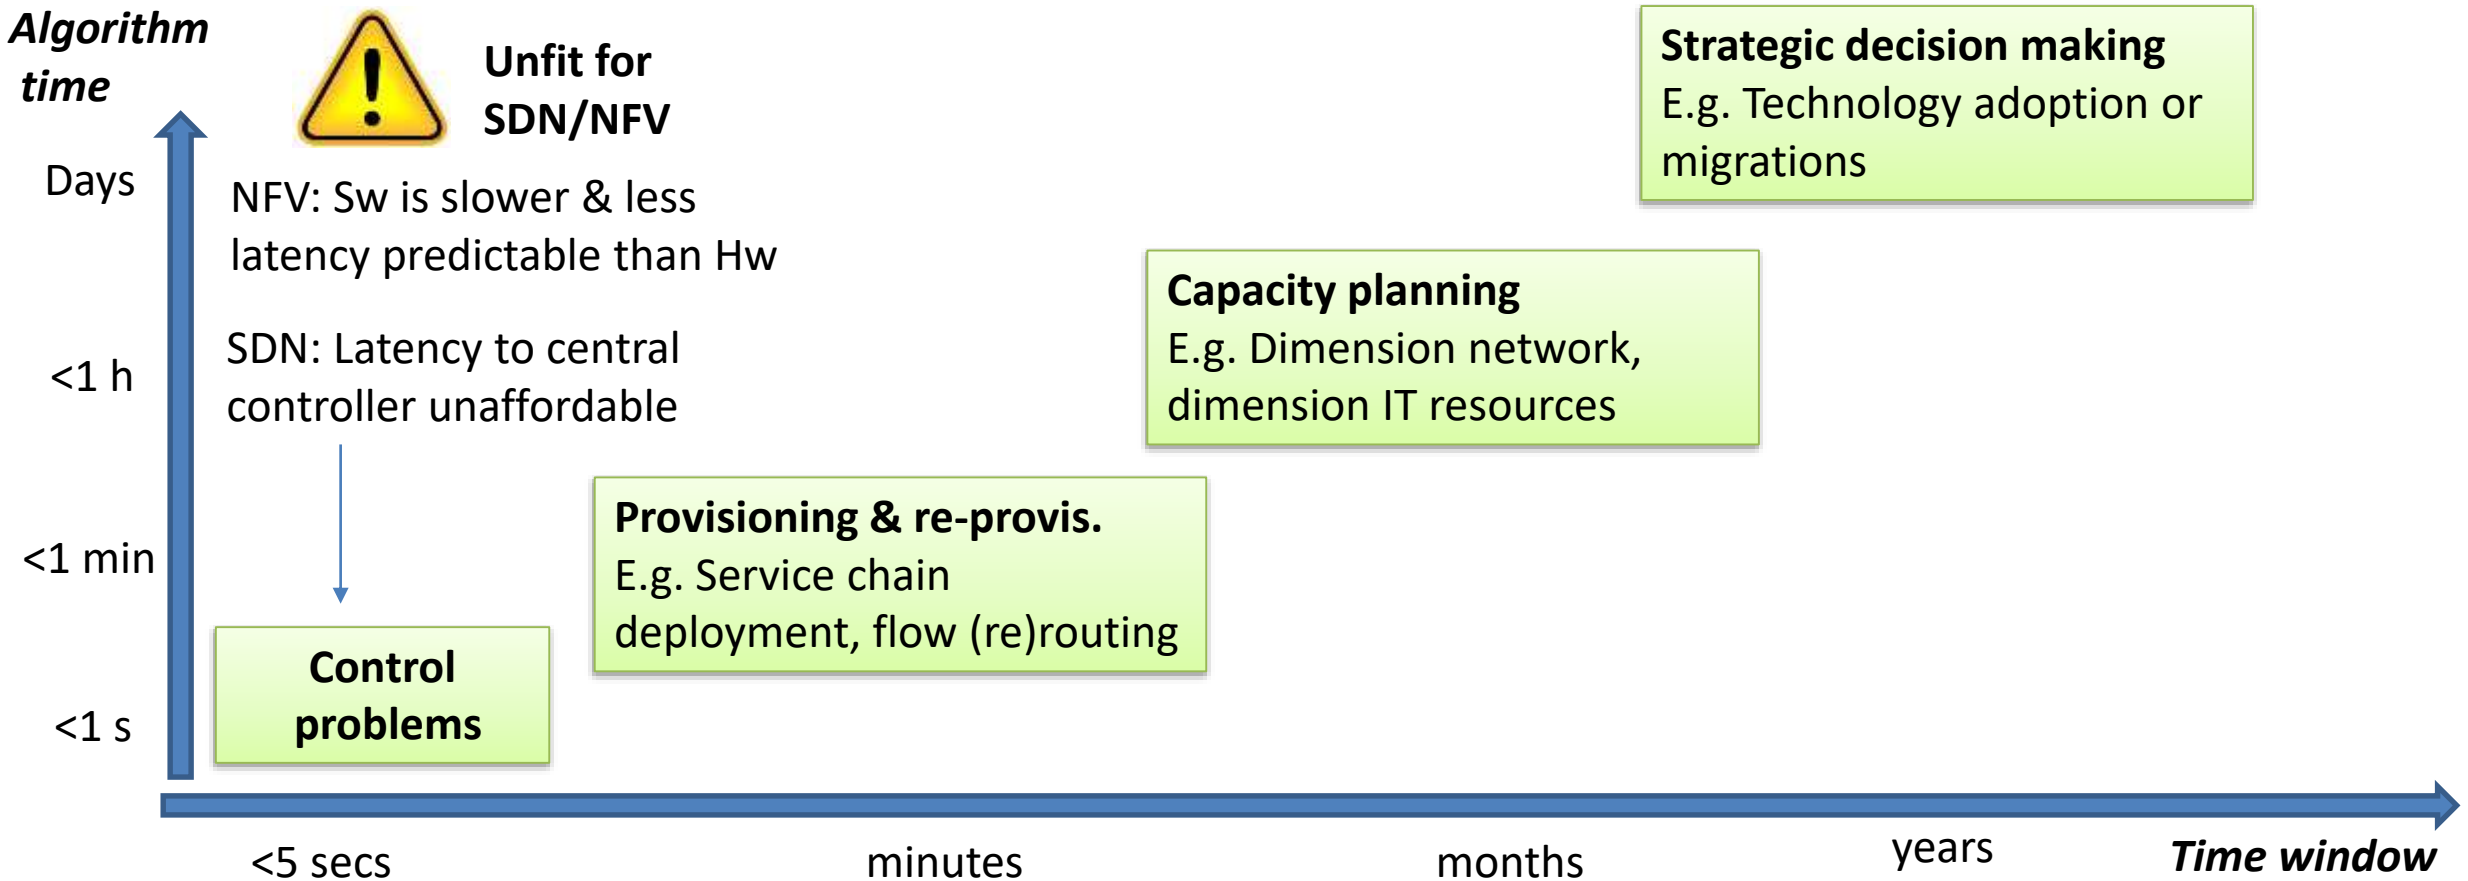 Algorithm
time
Unfit for
SDN/NFV
Strategic decision making
E.g. Technology adoption or
migrations
Days
NFV: Sw is slower & less
latency predictable than Hw
Capacity planning
E.g. Dimension network,
dimension IT resources
<1 h
SDN: Latency to central
controller unaffordable
Provisioning & re-provis.
E.g. Service chain
deployment, flow (re)routing
<1 min
Control
problems
<1 s
<5 secs
minutes
months
years
Time window